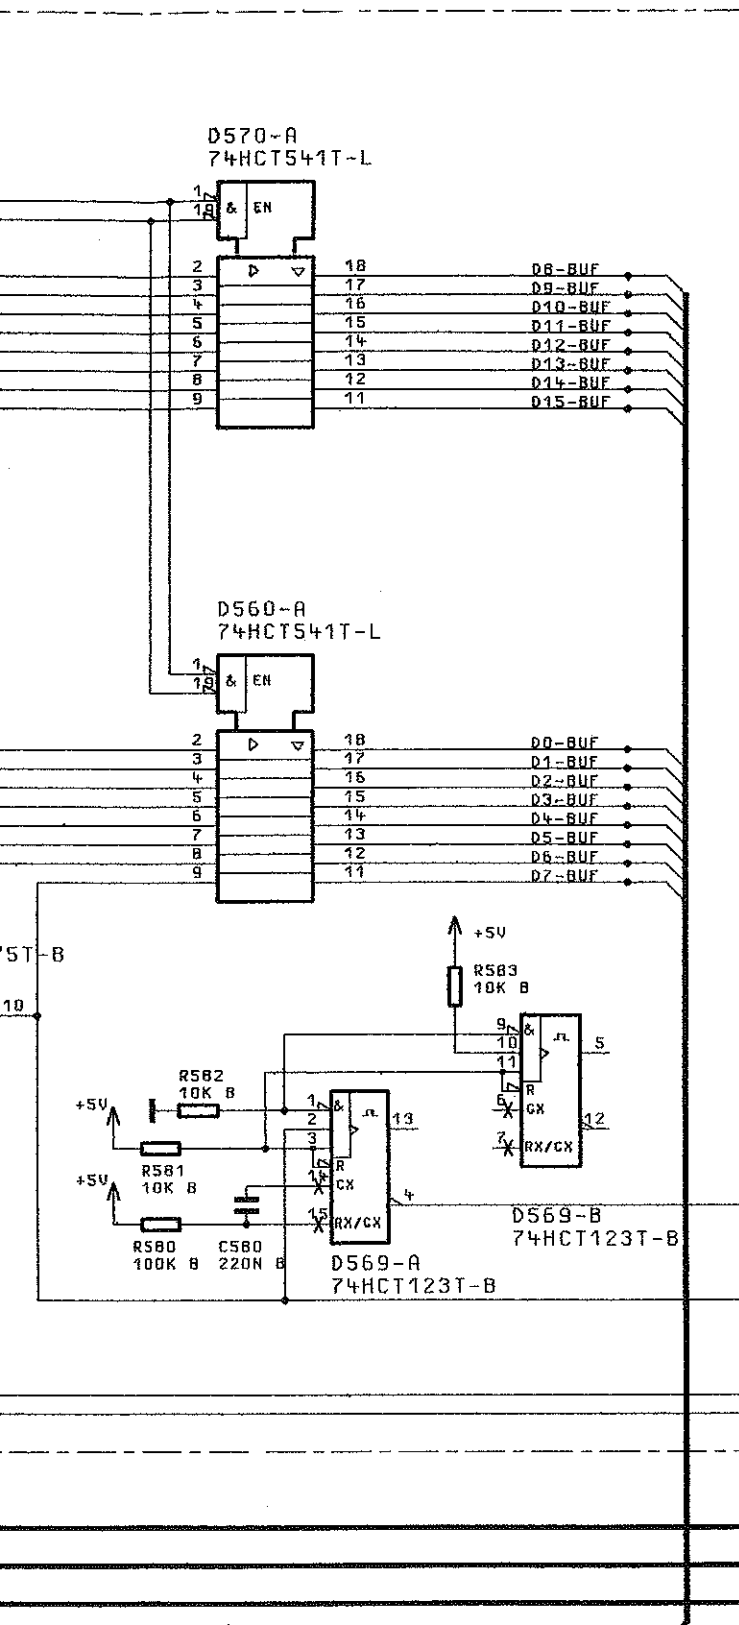 D570-A
74HCT541T-L
1
19
& EN
2 18 D8-BUF
3 17 D9-BUF
4 16 D10-BUF
5 15 D11-BUF
6 14 D12-BUF
7 13 D13-BUF
8 12 D14-BUF
9 11 D15-BUF
D560-A
74HCT541T-L
1
19
& EN
2 18 D0-BUF
3 17 D1-BUF
4 16 D2-BUF
5 15 D3-BUF
6 14 D4-BUF
7 13 D5-BUF
8 12 D6-BUF
9 11 D7-BUF
75T-B
10
+5V
R583
10K B
9 & 5
10
11
R
6 CX 12
7 RX/CX
D569-B
74HCT123T-B
R582
10K B
+5V
R581
10K B
+5V
R580
100K B
C580
220N B
1 & 13
2
3
R
14 CX
4
15 RX/CX
D569-A
74HCT123T-B